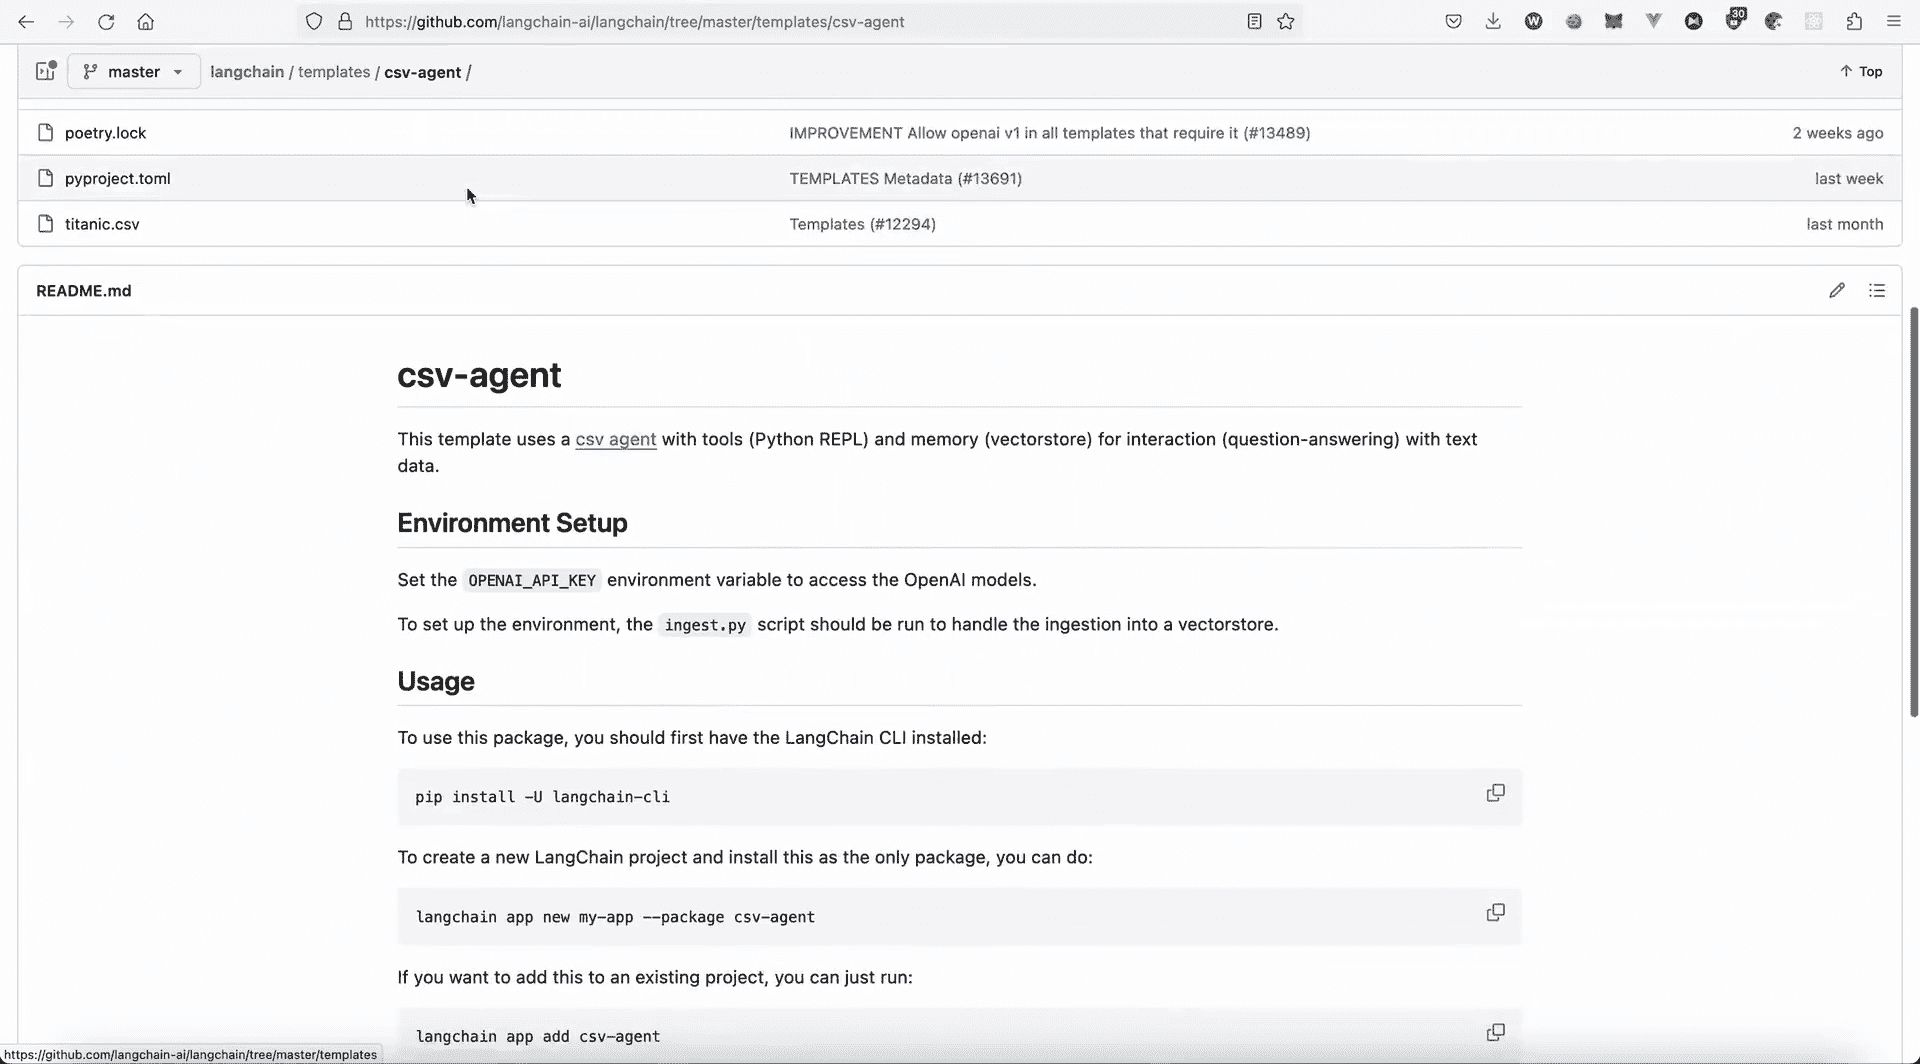 https://github.com/langchain-ai/langchain/tree/master/templates/csv-agent
30
master langchain / templates / csv-agent / Top
poetry.lock IMPROVEMENT Allow openai v1 in all templates that require it (#13489) 2 weeks ago
pyproject.toml TEMPLATES Metadata (#13691) last week
titanic.csv Templates (#12294) last month
README.md
csv-agent
This template uses a csv agent with tools (Python REPL) and memory (vectorstore) for interaction (question-answering) with text
data.
Environment Setup
Set the OPENAI_API_KEY environment variable to access the OpenAI models.
To set up the environment, the ingest.py script should be run to handle the ingestion into a vectorstore.
Usage
To use this package, you should first have the LangChain CLI installed:
pip install -U langchain-cli
To create a new LangChain project and install this as the only package, you can do:
langchain app new my-app --package csv-agent
If you want to add this to an existing project, you can just run:
langchain app add csv-agent
https://github.com/langchain-ai/langchain/tree/master/templates